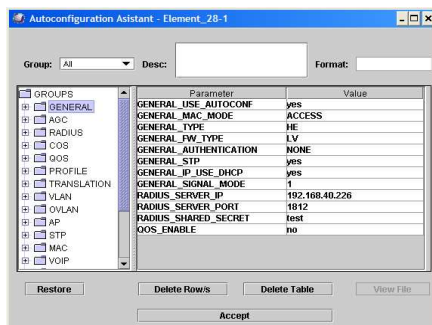 Autoconfiguration Asistant - Element_28-1
Group: All Desc: Format:
GROUPS
GENERAL
AGC
RADIUS
COS
QOS
PROFILE
TRANSLATION
VLAN
OVLAN
AP
STP
MAC
VOIP
Parameter Value
GENERAL_USE_AUTOCONF yes
GENERAL_MAC_MODE ACCESS
GENERAL_TYPE HE
GENERAL_FW_TYPE LV
GENERAL_AUTHENTICATION NONE
GENERAL_STP yes
GENERAL_IP_USE_DHCP yes
GENERAL_SIGNAL_MODE 1
RADIUS_SERVER_IP 192.168.40.226
RADIUS_SERVER_PORT 1812
RADIUS_SHARED_SECRET test
QOS_ENABLE no
Restore Delete Row/s Delete Table View File
Accept